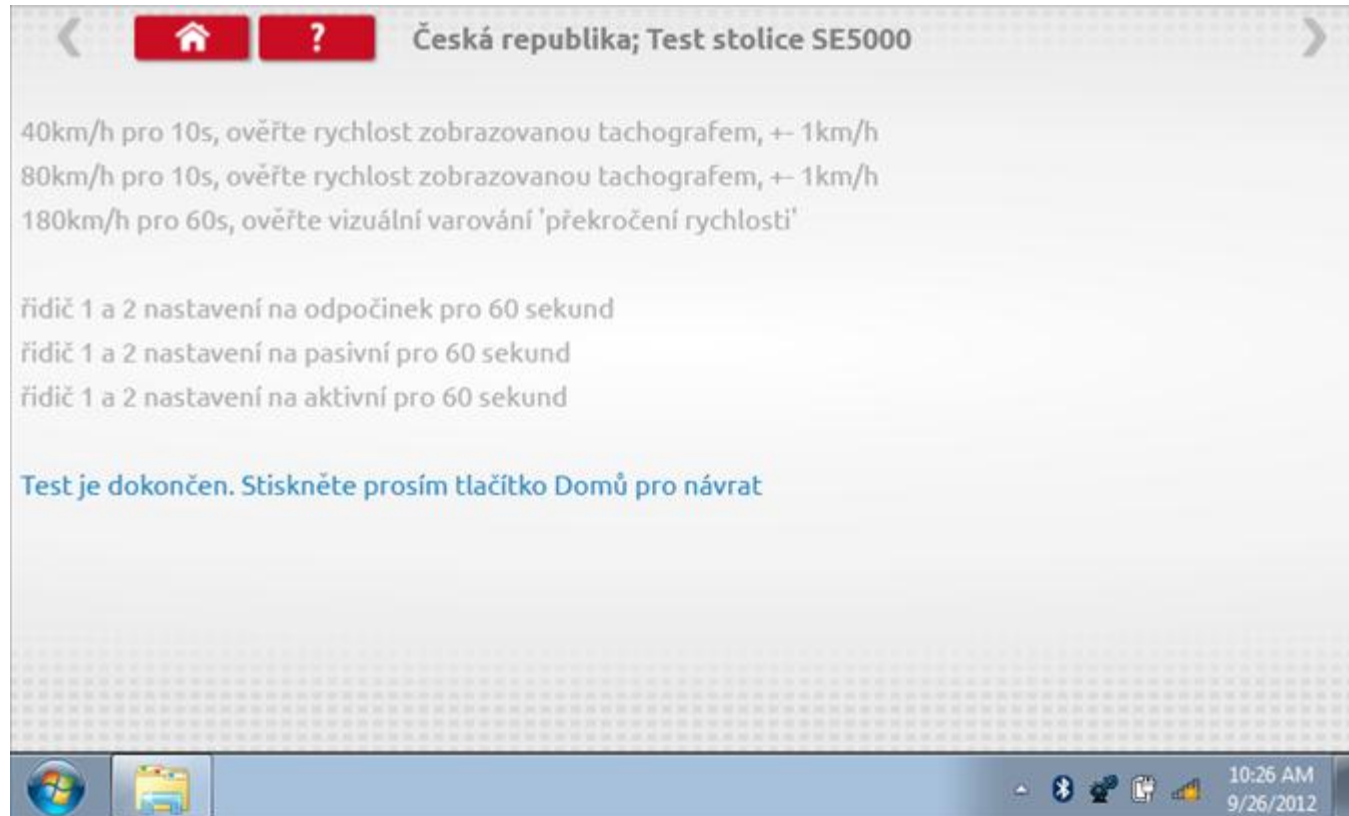 ? Česká republika; Test stolice SE5000
40km/h pro 10s, ověřte rychlost zobrazovanou tachografem, +- 1km/h
80km/h pro 10s, ověřte rychlost zobrazovanou tachografem, +- 1km/h
180km/h pro 60s, ověřte vizuální varování 'překročení rychlosti'
řidič 1 a 2 nastavení na odpočinek pro 60 sekund
řidič 1 a 2 nastavení na pasivní pro 60 sekund
řidič 1 a 2 nastavení na aktivní pro 60 sekund
Test je dokončen. Stiskněte prosím tlačítko Domů pro návrat
10:26 AM
9/26/2012